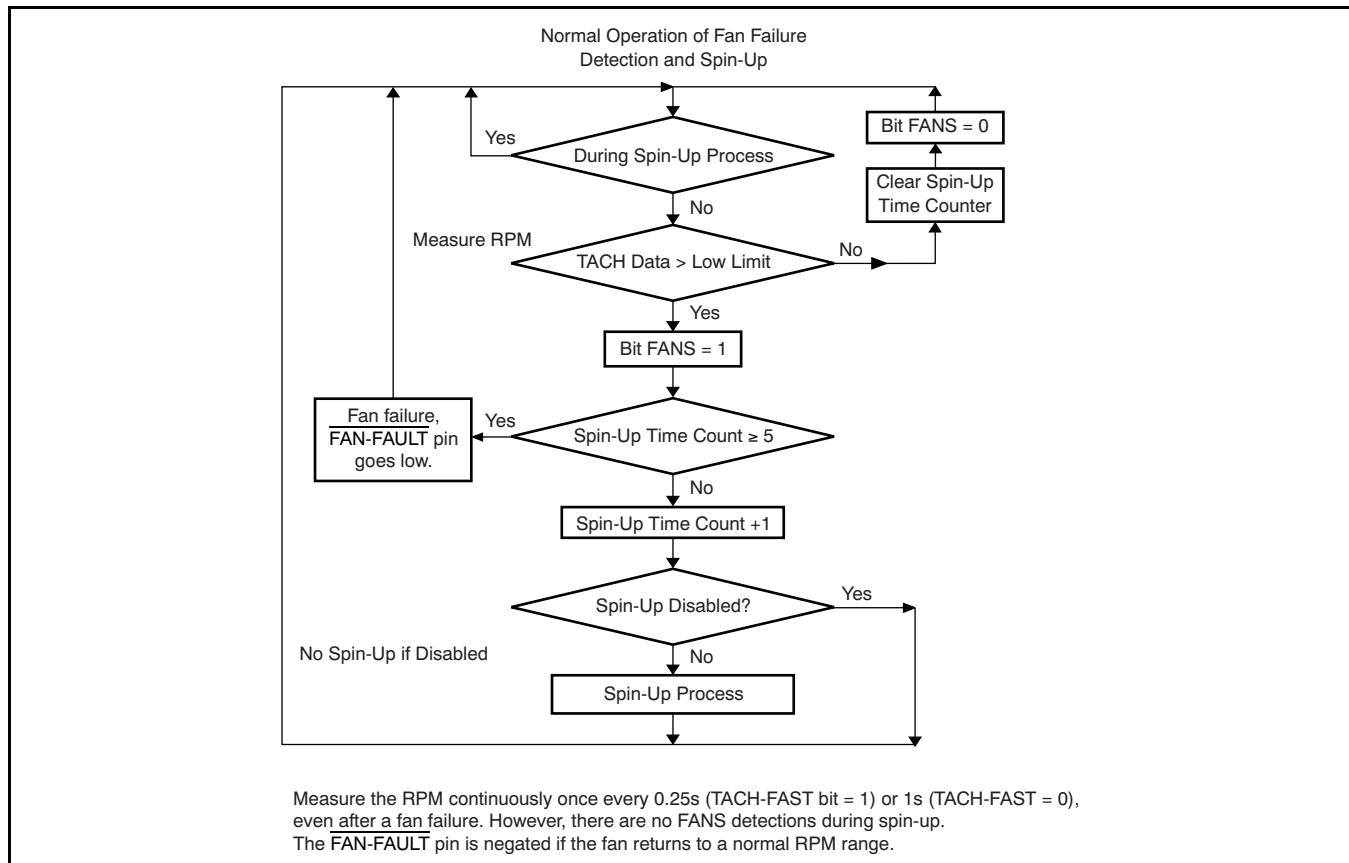 Normal Operation of Fan Failure
Detection and Spin-Up
Yes
During Spin-Up Process
Bit FANS = 0
Clear Spin-Up
Time Counter
No
Measure RPM
TACH Data > Low Limit
No
Yes
Bit FANS = 1
Fan failure,
FAN-FAULT pin
goes low.
Yes
Spin-Up Time Count ≥ 5
No
Spin-Up Time Count +1
Spin-Up Disabled?
Yes
No Spin-Up if Disabled
No
Spin-Up Process
Measure the RPM continuously once every 0.25s (TACH-FAST bit = 1) or 1s (TACH-FAST = 0),
even after a fan failure. However, there are no FANS detections during spin-up.
The FAN-FAULT pin is negated if the fan returns to a normal RPM range.